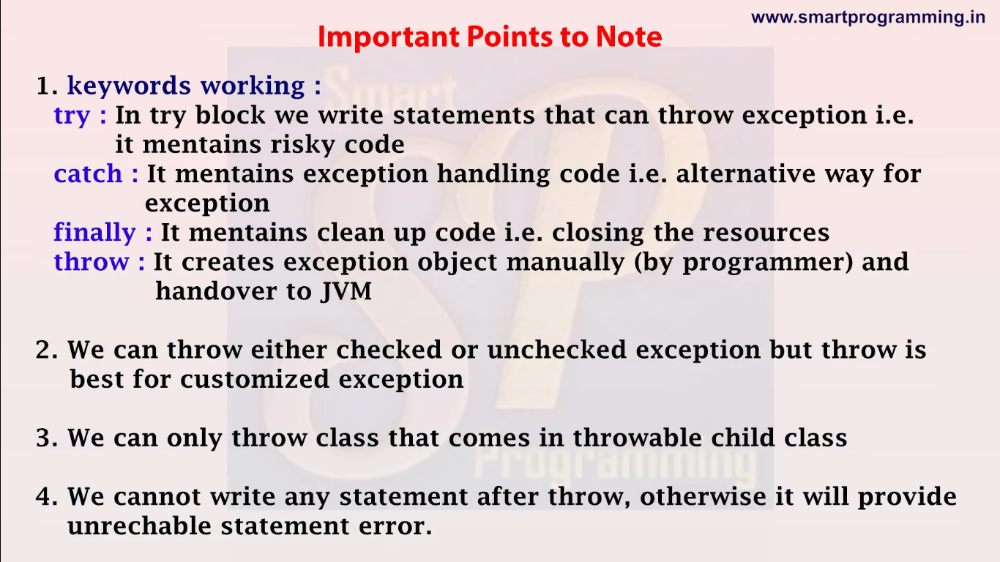 www.smartprogramming.in
Important Points to Note
1. keywords working :
try : In try block we write statements that can throw exception i.e.
it mentains risky code
catch : It mentains exception handling code i.e. alternative way for
exception
finally : It mentains clean up code i.e. closing the resources
throw : It creates exception object manually (by programmer) and
handover to JVM
2. We can throw either checked or unchecked exception but throw is
best for customized exception
3. We can only throw class that comes in throwable child class
4. We cannot write any statement after throw, otherwise it will provide
unrechable statement error.
Smart
SP
Programming